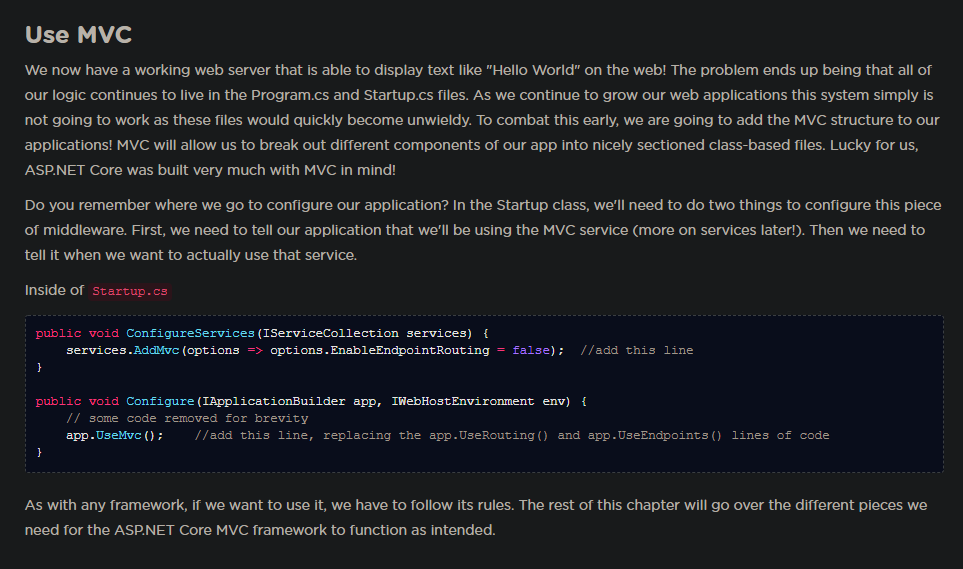 Use MVC
We now have a working web server that is able to display text like "Hello World" on the web! The problem ends up being that all of
our logic continues to live in the Program.cs and Startup.cs files. As we continue to grow our web applications this system simply is
not going to work as these files would quickly become unwieldy. To combat this early, we are going to add the MVC structure to our
applications! MVC will allow us to break out different components of our app into nicely sectioned class-based files. Lucky for us,
ASP.NET Core was built very much with MVC in mind!
Do you remember where we go to configure our application? In the Startup class, we'll need to do two things to configure this piece
of middleware. First, we need to tell our application that we'll be using the MVC service (more on services later!). Then we need to
tell it when we want to actually use that service.
Inside of Startup.cs
public void ConfigureServices(IServiceCollection services) {
    services.AddMvc(options => options.EnableEndpointRouting = false);  //add this line
}
public void Configure(IApplicationBuilder app, IWebHostEnvironment env) {
    // some code removed for brevity
    app.UseMvc();    //add this line, replacing the app.UseRouting() and app.UseEndpoints() lines of code
}
As with any framework, if we want to use it, we have to follow its rules. The rest of this chapter will go over the different pieces we
need for the ASP.NET Core MVC framework to function as intended.